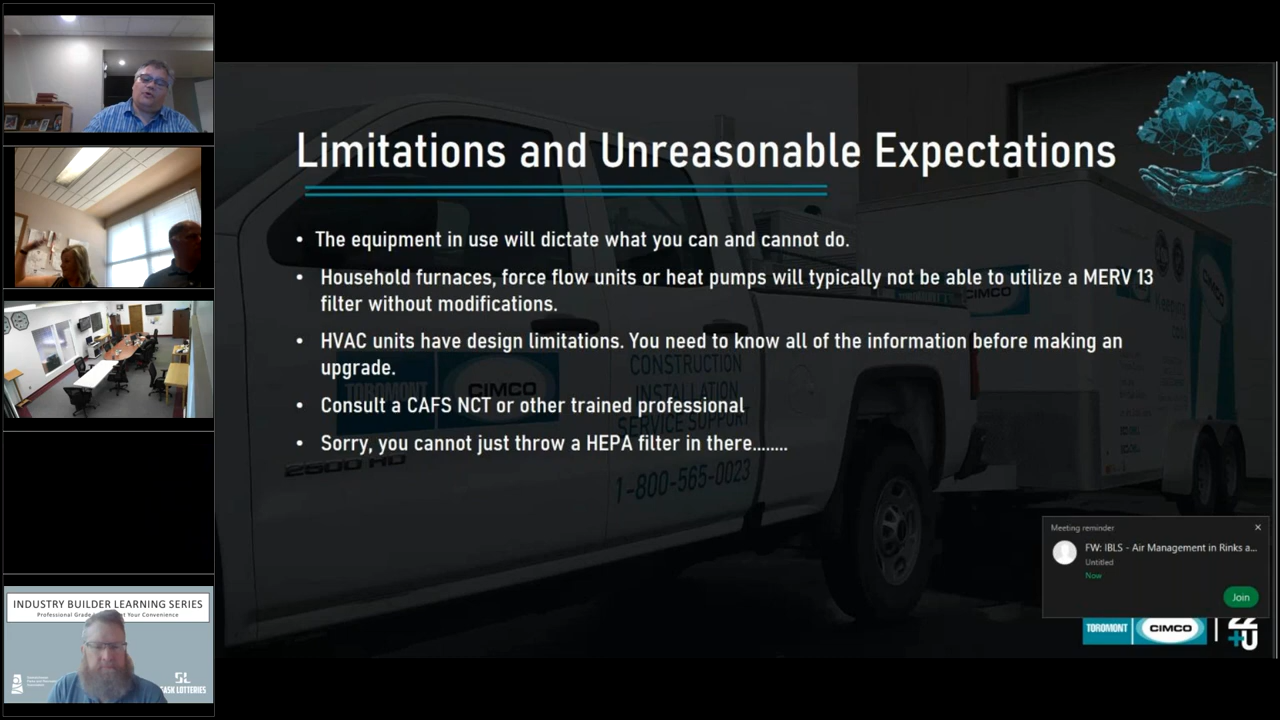 Limitations and Unreasonable Expectations
• The equipment in use will dictate what you can and cannot do.
• Household furnaces, force flow units or heat pumps will typically not be able to utilize a MERV 13
filter without modifications.
• HVAC units have design limitations. You need to know all of the information before making an
upgrade.
• Consult a CAFS NCT or other trained professional
• Sorry, you cannot just throw a HEPA filter in there........
TOROMONT CIMCO
CONSTRUCTION
INSTALLATION
SERVICE SUPPORT
2500 HD
1-800-565-0023
CIMCO
Meeting reminder
FW: IBLS - Air Management in Rinks a...
Untitled
Now
Join
TOROMONT CIMCO
INDUSTRY BUILDER LEARNING SERIES
Professional Grade Your Convenience
SL
SASK LOTTERIES